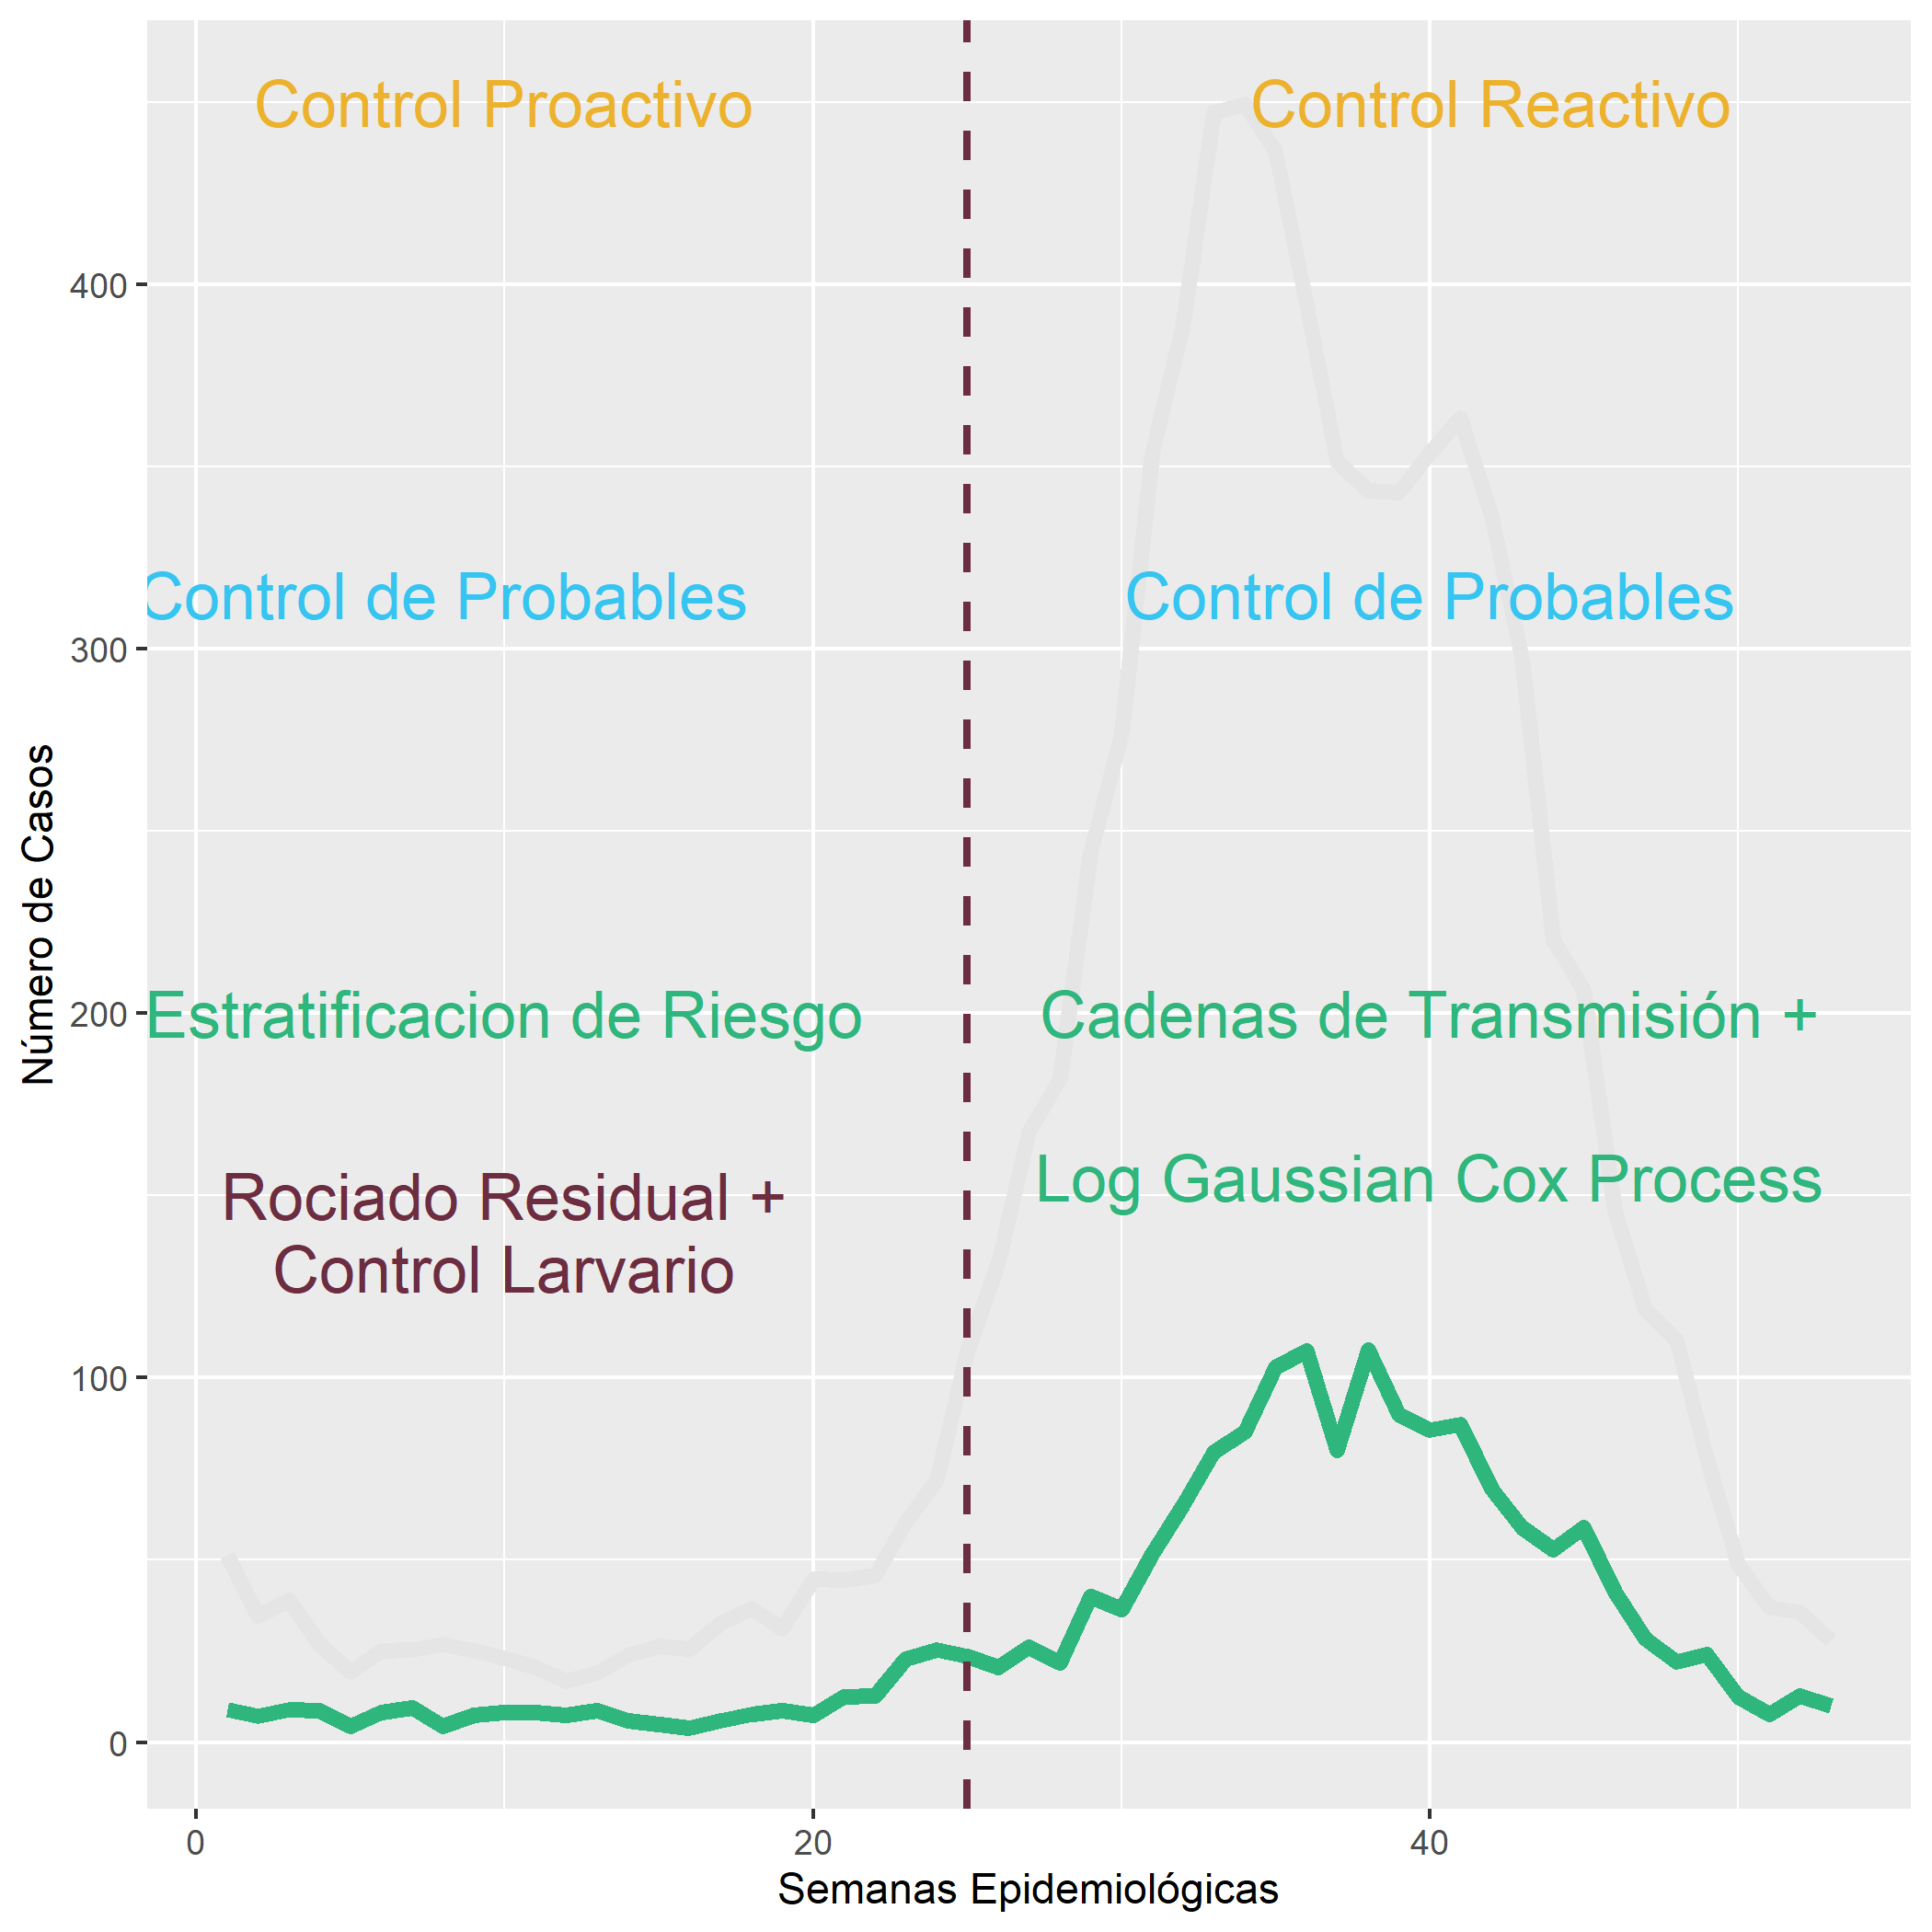 Control Proactivo
Control Reactivo
Control de Probables
Control de Probables
Estratificacion de Riesgo
Cadenas de Transmisión +
Log Gaussian Cox Process
Rociado Residual +
Control Larvario
Número de Casos
400
300
200
100
0
0
20
40
Semanas Epidemiológicas